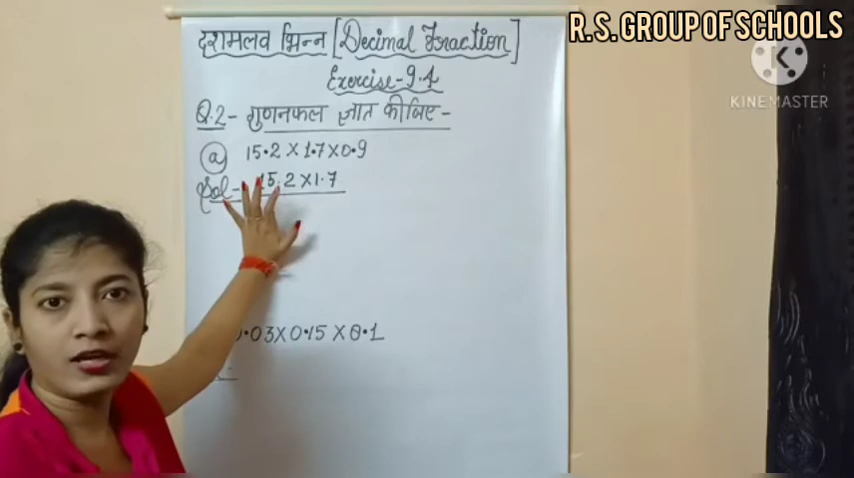 R.S. GROUP OF SCHOOLS
KINEMASTER
दशमलव भिन्न [Decimal Fraction]
Exercise-9.4
Q.2- गुणनफल ज्ञात कीजिए-
(a) 15.2 X 1.7 X 0.9
Sol- 15.2 X 1.7
.03 X 0.15 X 0.1